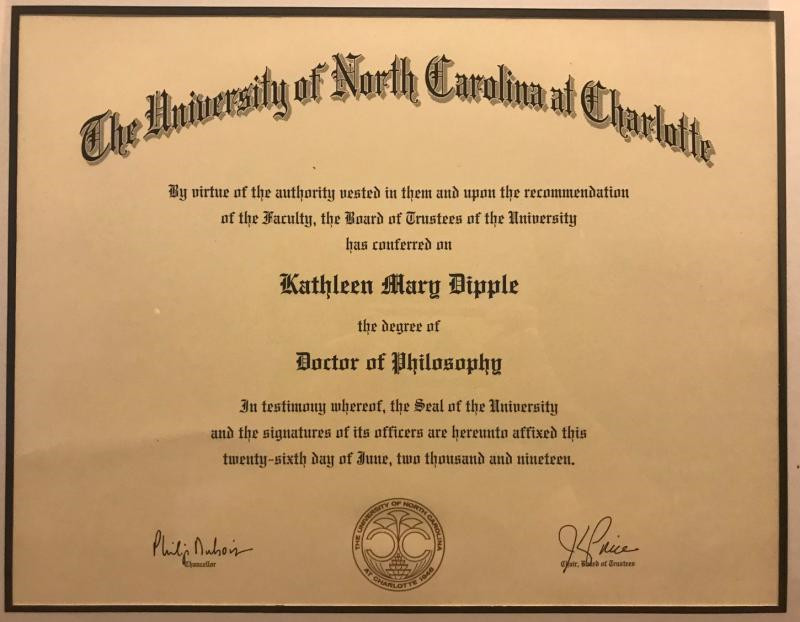 The University of North Carolina at Charlotte
By virtue of the authority vested in them and upon the recommendation
of the Faculty, the Board of Trustees of the University
has conferred on
Kathleen Mary Dipple
the degree of
Doctor of Philosophy
In testimony whereof, the Seal of the University
and the signatures of its officers are hereunto affixed this
twenty-sixth day of June, two thousand and nineteen.
THE UNIVERSITY OF NORTH CAROLINA
AT CHARLOTTE 1946
Philip Dubois
Chancellor
Chair, Board of Trustees